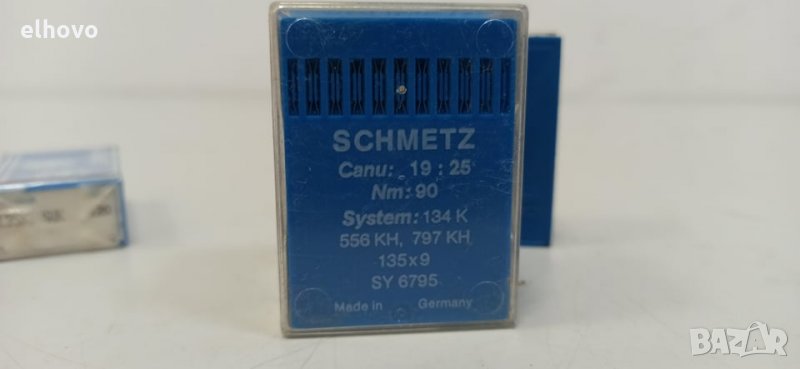 elhovo
SCHMETZ
Canu: 19 : 25
Nm: 90
System: 134 K
556 KH, 797 KH
135x9
SY 6795
Made in Germany
BAZAR